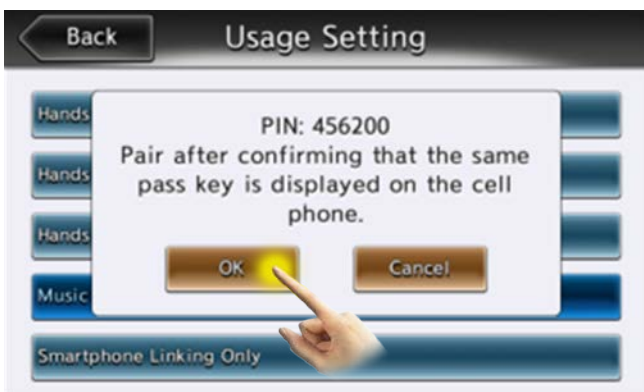 Back
Usage Setting
Hands
PIN: 456200
Pair after confirming that the same
Hands
pass key is displayed on the cell
phone.
Hands
OK
Cancel
Music
Smartphone Linking Only